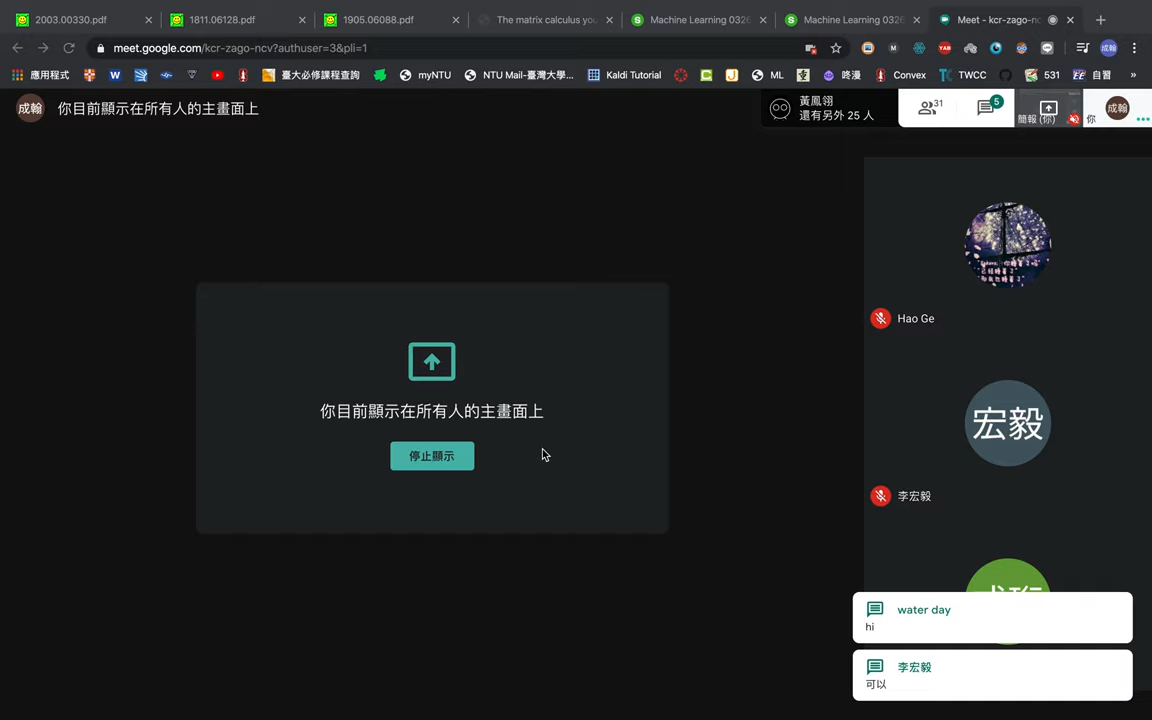 2003.00330.pdf
1811.06128.pdf
1905.06088.pdf
The matrix calculus you
Machine Learning 0326
Machine Learning 0326
Meet - kcr-zago-nc
meet.google.com/kcr-zago-ncv?authuser=3&pli=1
成翰
應用程式
臺大必修課程查詢
myNTU
NTU Mail-臺灣大學...
Kaldi Tutorial
ML
咚漫
Convex
TWCC
531
自習
»
成翰
你目前顯示在所有人的主畫面上
黃鳳翎
還有另外 25 人
31
5
簡報 (你)
你
成翰
你目前顯示在所有人的主畫面上
停止顯示
Hao Ge
宏毅
李宏毅
water day
hi
李宏毅
可以